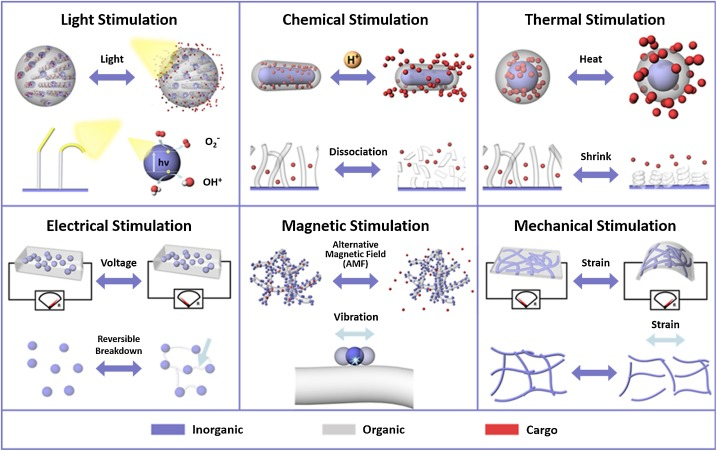 Light Stimulation
Light
hν
O₂⁻
OH⁺
Chemical Stimulation
H⁺
Dissociation
Thermal Stimulation
Heat
Shrink
Electrical Stimulation
Voltage
R
R
Reversible
Breakdown
Magnetic Stimulation
Alternative
Magnetic Field
(AMF)
Vibration
Mechanical Stimulation
Strain
R
R
Strain
Inorganic
Organic
Cargo